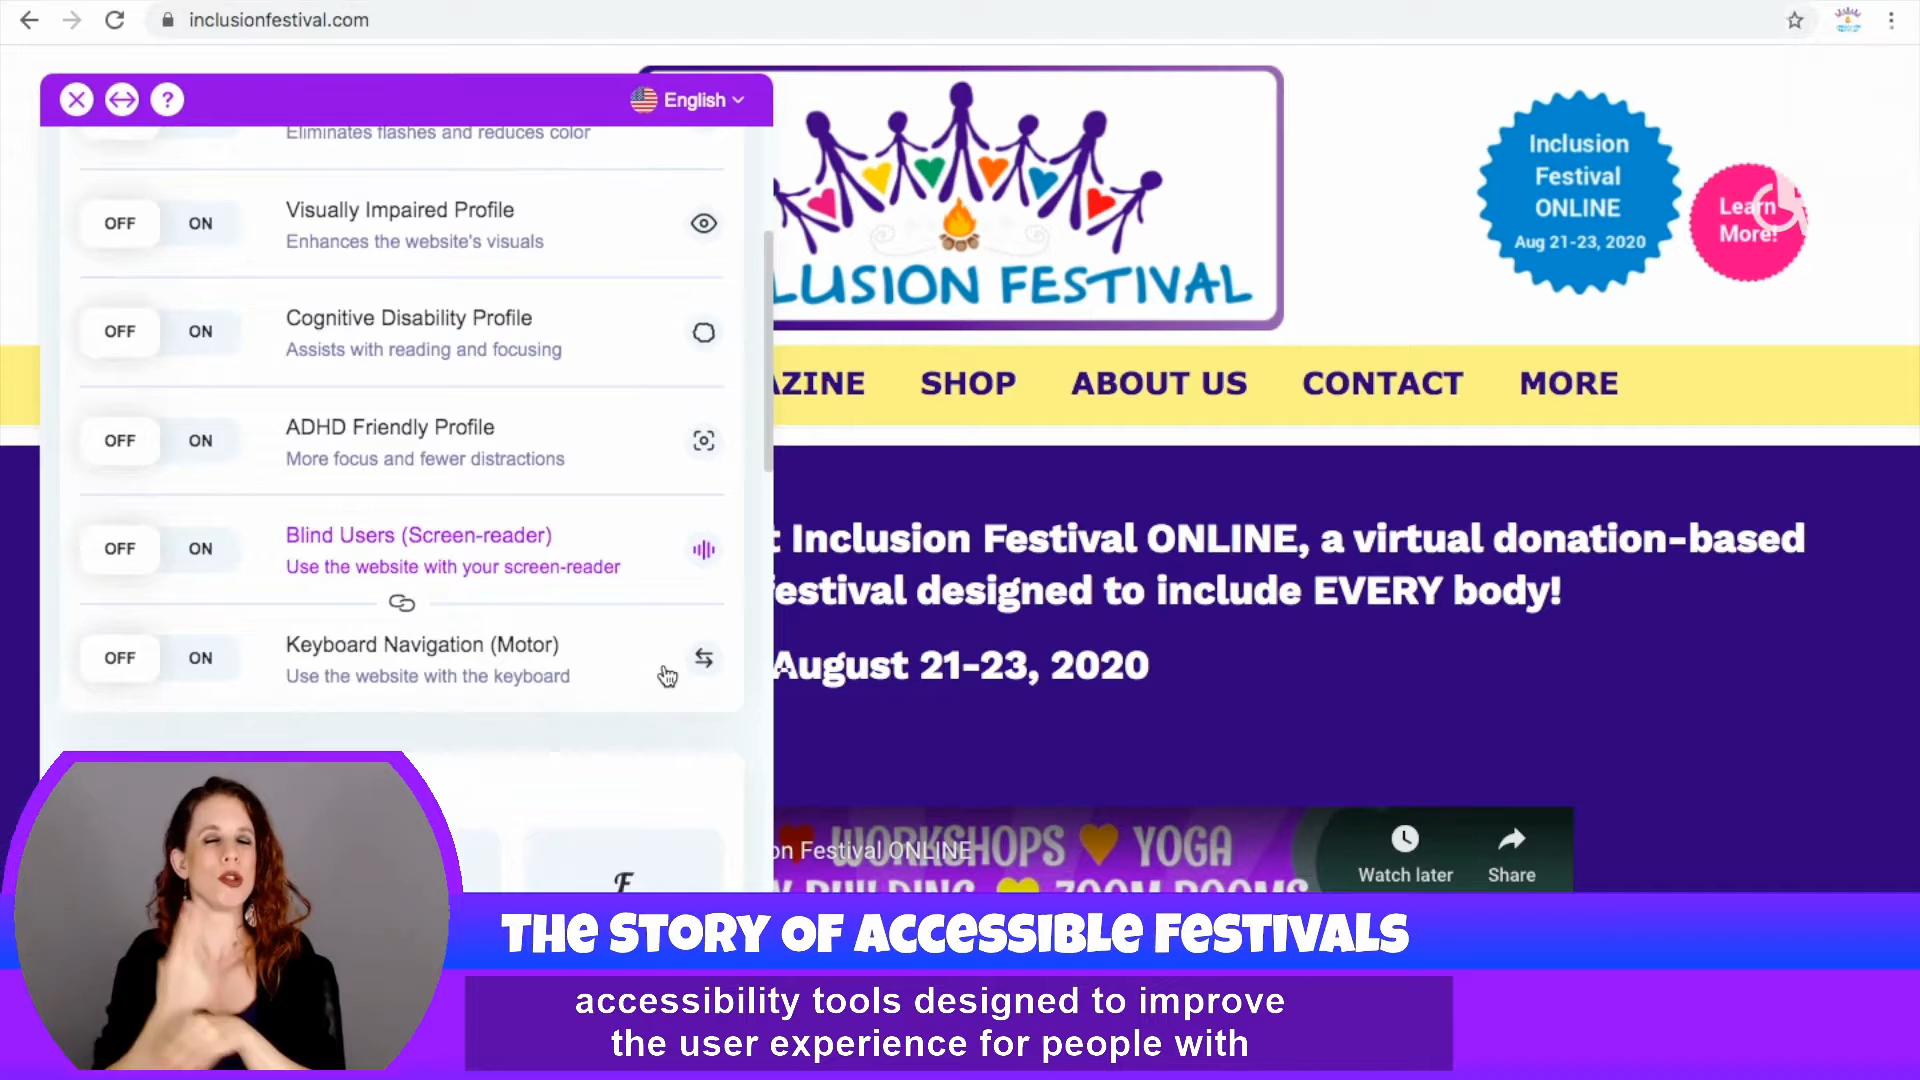 inclusionfestival.com
English
Eliminates flashes and reduces color
OFF ON Visually Impaired Profile
Enhances the website's visuals
OFF ON Cognitive Disability Profile
Assists with reading and focusing
OFF ON ADHD Friendly Profile
More focus and fewer distractions
OFF ON Blind Users (Screen-reader)
Use the website with your screen-reader
OFF ON Keyboard Navigation (Motor)
Use the website with the keyboard
LUSION FESTIVAL
Inclusion
Festival
ONLINE
Aug 21-23, 2020
Learn
More!
AZINE SHOP ABOUT US CONTACT MORE
t Inclusion Festival ONLINE, a virtual donation-based
estival designed to include EVERY body!
August 21-23, 2020
on Festival ONLINE
WORKSHOPS YOGA
BUILDING ZOOM ROOMS
Watch later Share
F
THE STORY OF ACCESSIBLE FESTIVALS
accessibility tools designed to improve
the user experience for people with